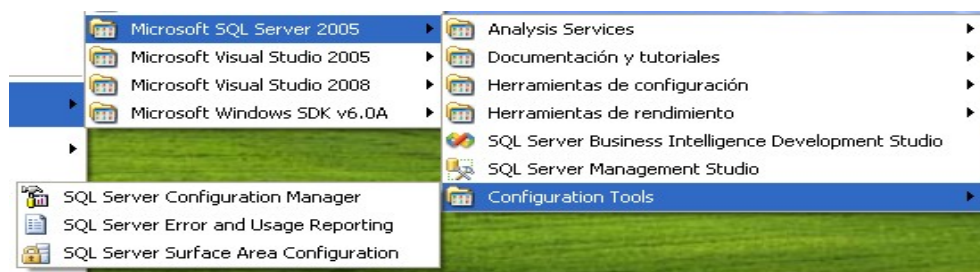 Microsoft SQL Server 2005
Microsoft Visual Studio 2005
Microsoft Visual Studio 2008
Microsoft Windows SDK v6.0A
Analysis Services
Documentación y tutoriales
Herramientas de configuración
Herramientas de rendimiento
SQL Server Business Intelligence Development Studio
SQL Server Management Studio
Configuration Tools
SQL Server Configuration Manager
SQL Server Error and Usage Reporting
SQL Server Surface Area Configuration